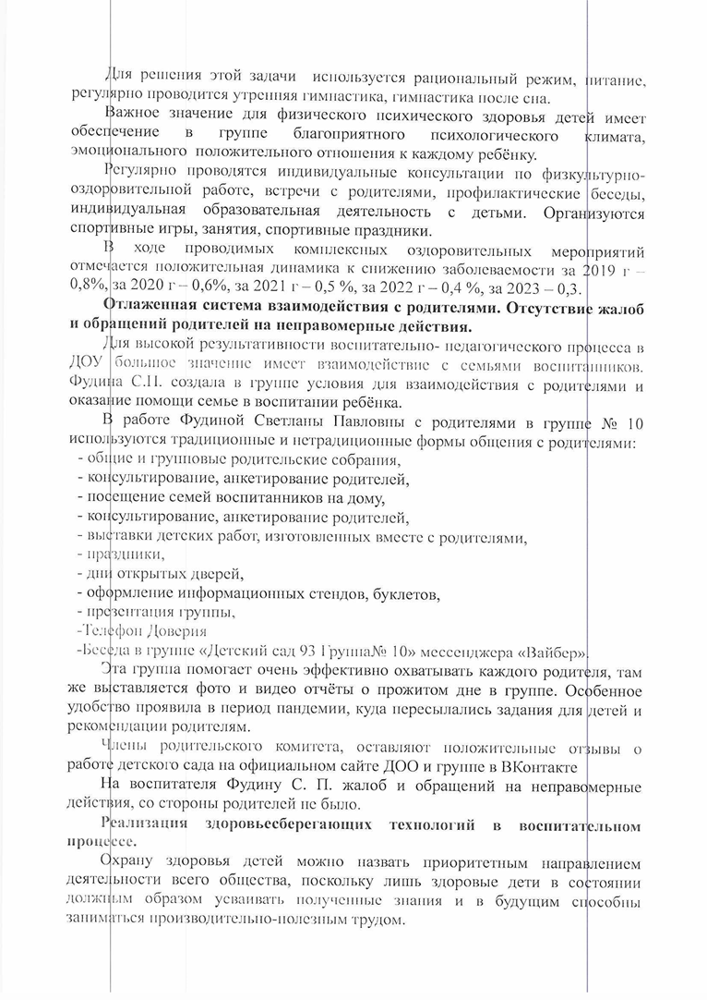 Для решения этой задачи используется рациональный режим, питание,
регулярно проводится утренняя гимнастика, гимнастика после сна.
Важное значение для физического психического здоровья детей имеет
обеспечение в группе благоприятного психологического климата,
эмоционального положительного отношения к каждому ребёнку.
Регулярно проводятся индивидуальные консультации по физкультурно-
оздоровительной работе, встречи с родителями, профилактические беседы,
индивидуальная образовательная деятельность с детьми. Организуются
спортивные игры, занятия, спортивные праздники.
В ходе проводимых комплексных оздоровительных мероприятий
отмечается положительная динамика к снижению заболеваемости за 2019 г –
0,8%, за 2020 г – 0,6%, за 2021 г – 0,5 %, за 2022 г – 0,4 %, за 2023 – 0,3.
Отлаженная система взаимодействия с родителями. Отсутствие жалоб
и обращений родителей на неправомерные действия.
Для высокой результативности воспитательно- педагогического процесса в
ДОУ большое значение имеет взаимодействие с семьями воспитанников.
Фудина С.П. создала в группе условия для взаимодействия с родителями и
оказание помощи семье в воспитании ребёнка.
В работе Фудиной Светланы Павловны с родителями в группе № 10
используются традиционные и нетрадиционные формы общения с родителями:
- общие и групповые родительские собрания,
- консультирование, анкетирование родителей,
- посещение семей воспитанников на дому,
- консультирование, анкетирование родителей,
- выставки детских работ, изготовленных вместе с родителями,
- праздники,
- дни открытых дверей,
- оформление информационных стендов, буклетов,
- презентация группы,
-Телефон Доверия
-Беседа в группе «Детский сад 93 Группа№ 10» мессенджера «Вайбер».
Эта группа помогает очень эффективно охватывать каждого родителя, там
же выставляется фото и видео отчёты о прожитом дне в группе. Особенное
удобство проявила в период пандемии, куда пересылались задания для детей и
рекомендации родителям.
Члены родительского комитета, оставляют положительные отзывы о
работе детского сада на официальном сайте ДОО и группе в ВКонтакте
На воспитателя Фудину С. П. жалоб и обращений на неправомерные
действия, со стороны родителей не было.
Реализация здоровьесберегающих технологий в воспитательном
процессе.
Охрану здоровья детей можно назвать приоритетным направлением
деятельности всего общества, поскольку лишь здоровые дети в состоянии
должным образом усваивать полученные знания и в будущим способны
заниматься производительно-полезным трудом.